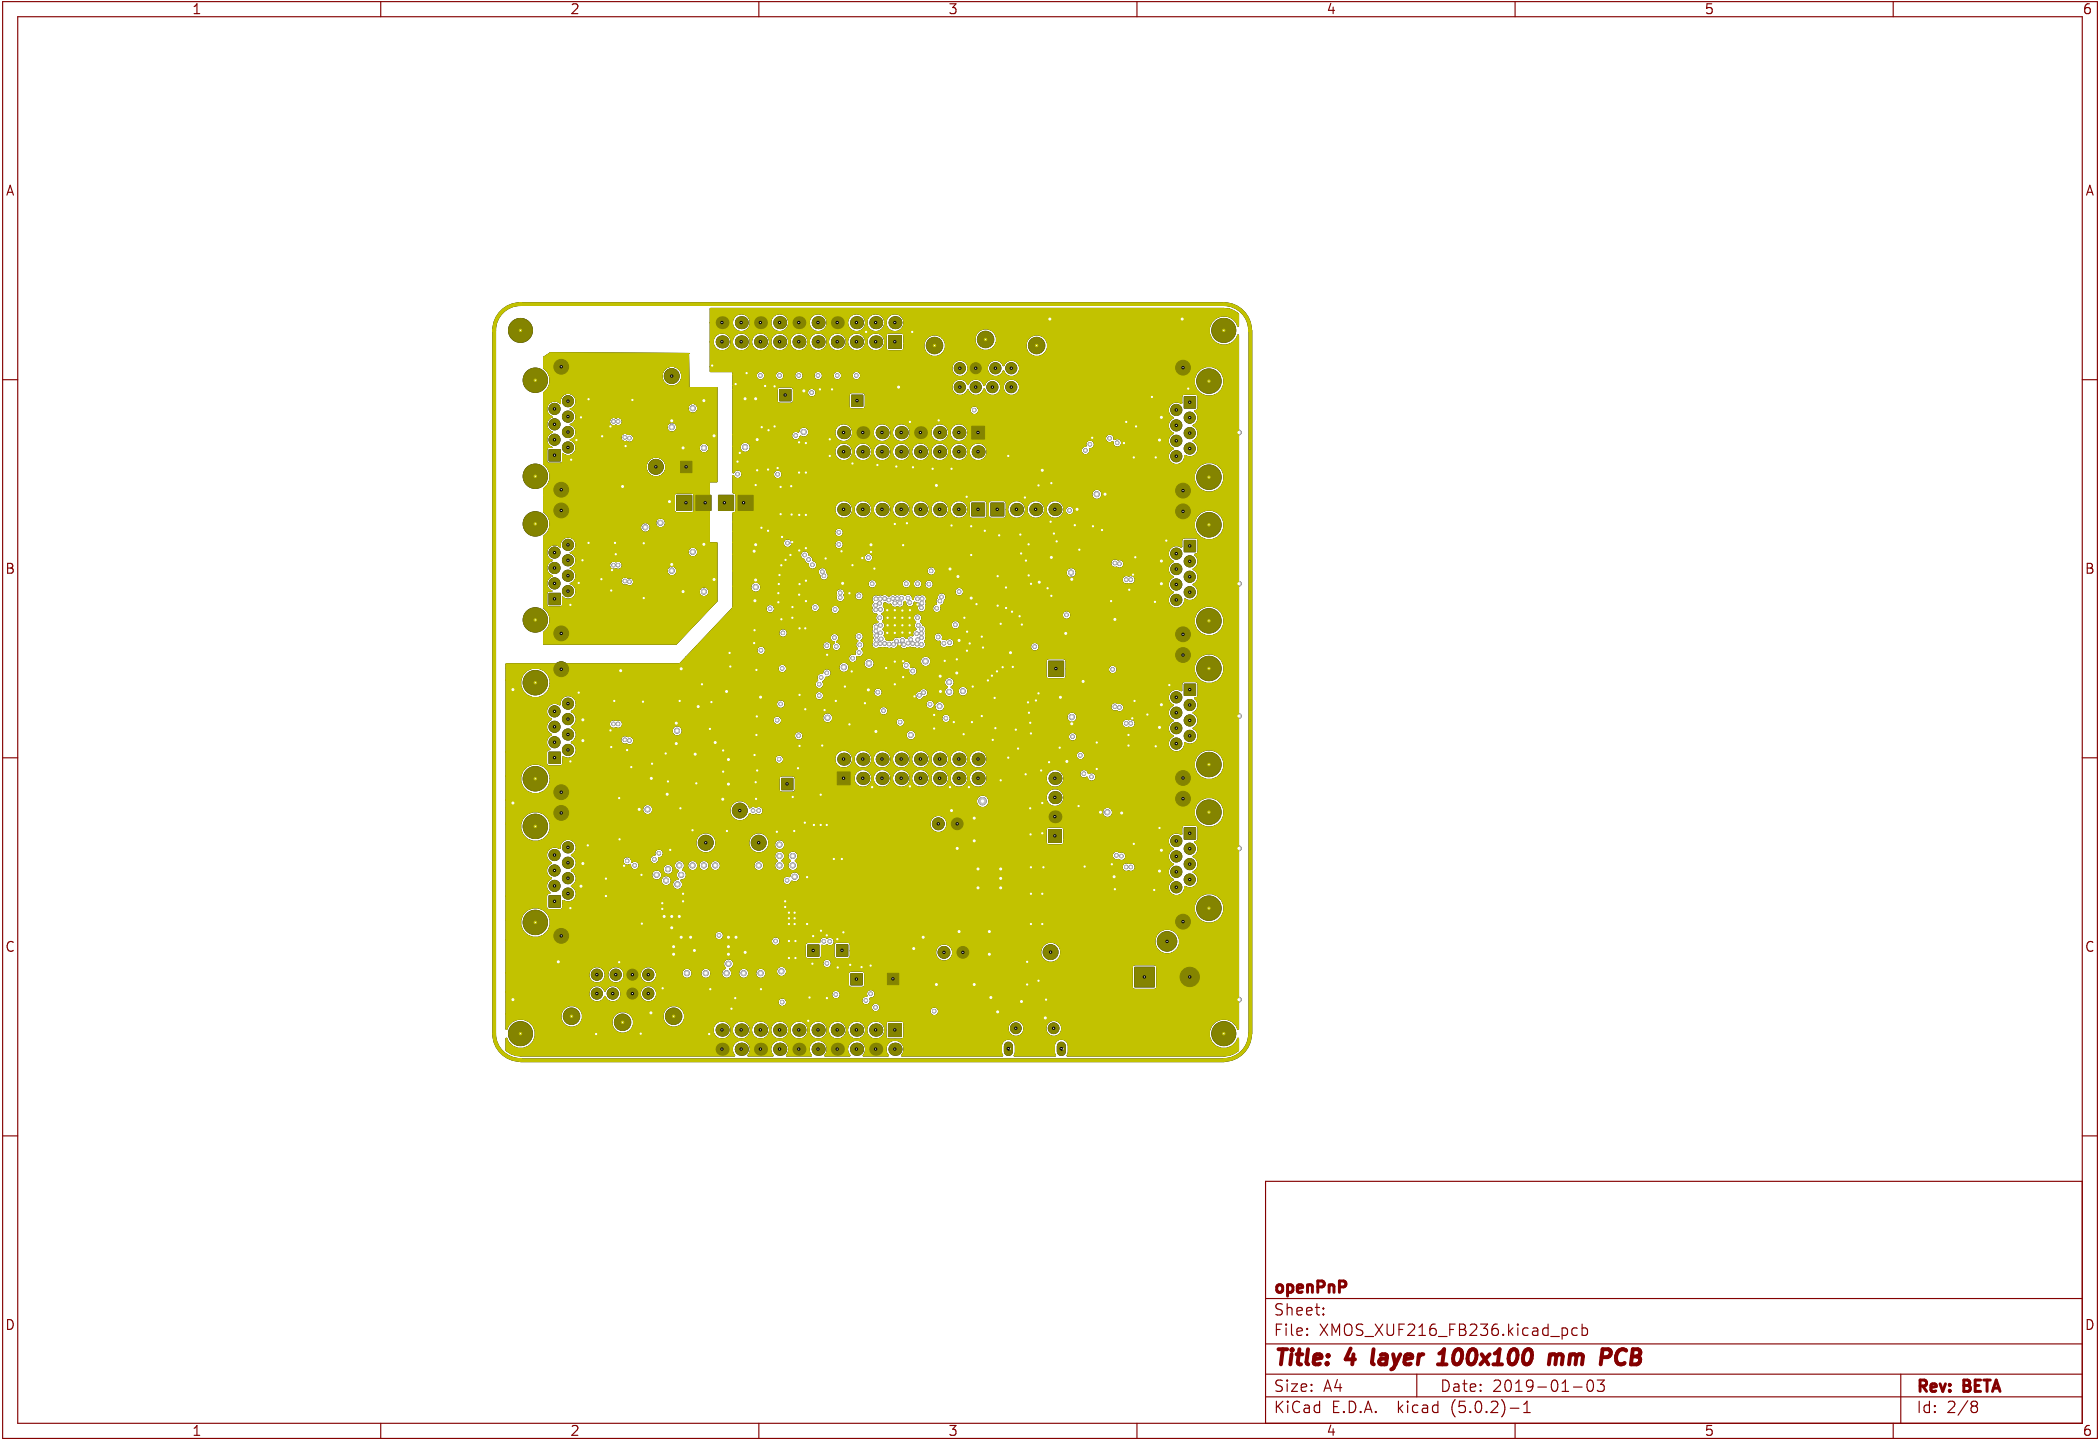 1 2 3 4 5 6
A A
B B
C C
D D
openPnP
Sheet:
File: XMOS_XUF216_FB236.kicad_pcb
Title: 4 layer 100x100 mm PCB
Size: A4 Date: 2019-01-03 Rev: BETA
KiCad E.D.A. kicad (5.0.2)-1 Id: 2/8
1 2 3 4 5 6